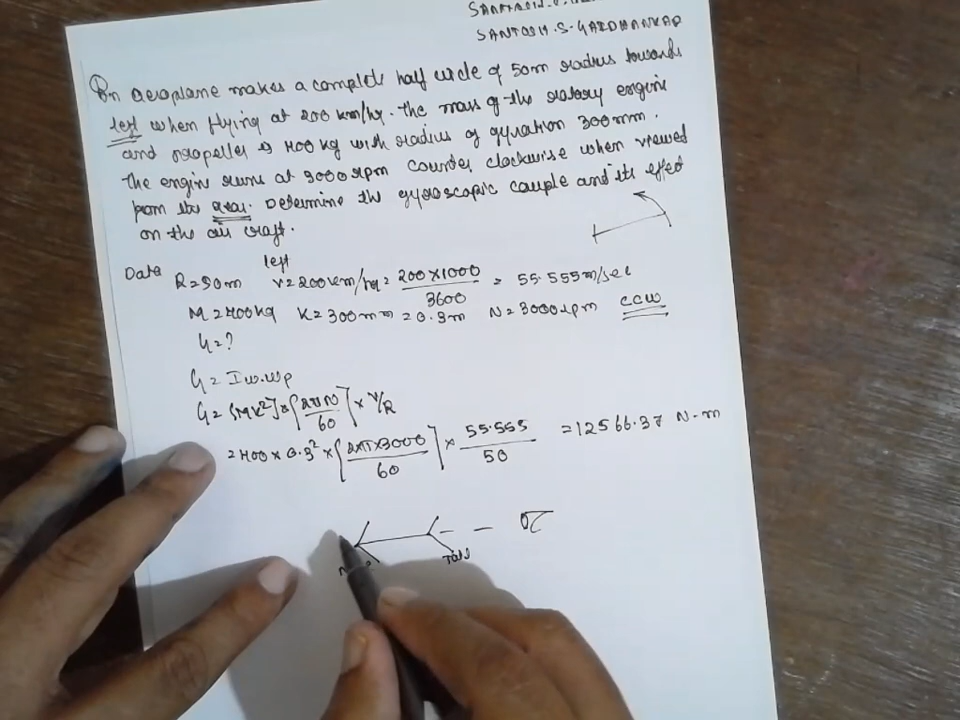 SANTOSH.S.GARDHANKAR
An aeroplane makes a complete half circle of 50m radius towards
left when flying at 200 km/hr. The mass of the rotary engine
and propeller is 400 kg with radius of gyration 300mm.
The engine runs at 3000 rpm counter clockwise when viewed
from the rear. Determine the gyroscopic couple and its effect
on the air craft.
left
Data R=50m V=200km/hr= 200×1000/3600 = 55.555m/sec
M=400kg K=300mm=0.3m N=3000rpm CCW
G=?
G= Iω.ωp
G= [MK²]×[2πN/60]×V/R
=400×0.3²×[2×π×3000/60]×55.555/50 =12566.37 N-m
Tail